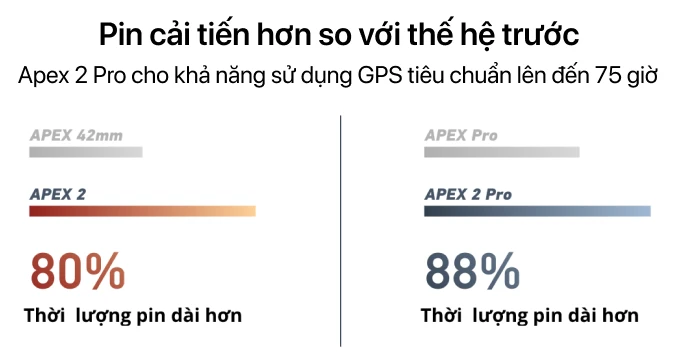 Pin cải tiến hơn so với thế hệ trước
Apex 2 Pro cho khả năng sử dụng GPS tiêu chuẩn lên đến 75 giờ
APEX 42mm
APEX 2
80%
Thời lượng pin dài hơn
APEX Pro
APEX 2 Pro
88%
Thời lượng pin dài hơn